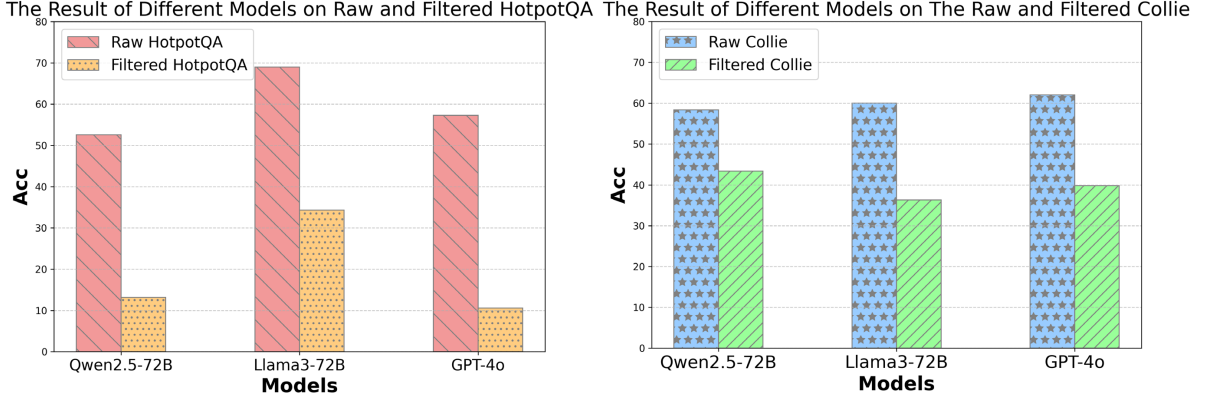 The Result of Different Models on Raw and Filtered HotpotQA
80
70
60
50
40
30
20
10
0
Acc
Raw HotpotQA
Filtered HotpotQA
Qwen2.5-72B
Llama3-72B
GPT-4o
Models
The Result of Different Models on The Raw and Filtered Collie
80
70
60
50
40
30
20
10
0
Acc
Raw Collie
Filtered Collie
Qwen2.5-72B
Llama3-72B
GPT-4o
Models